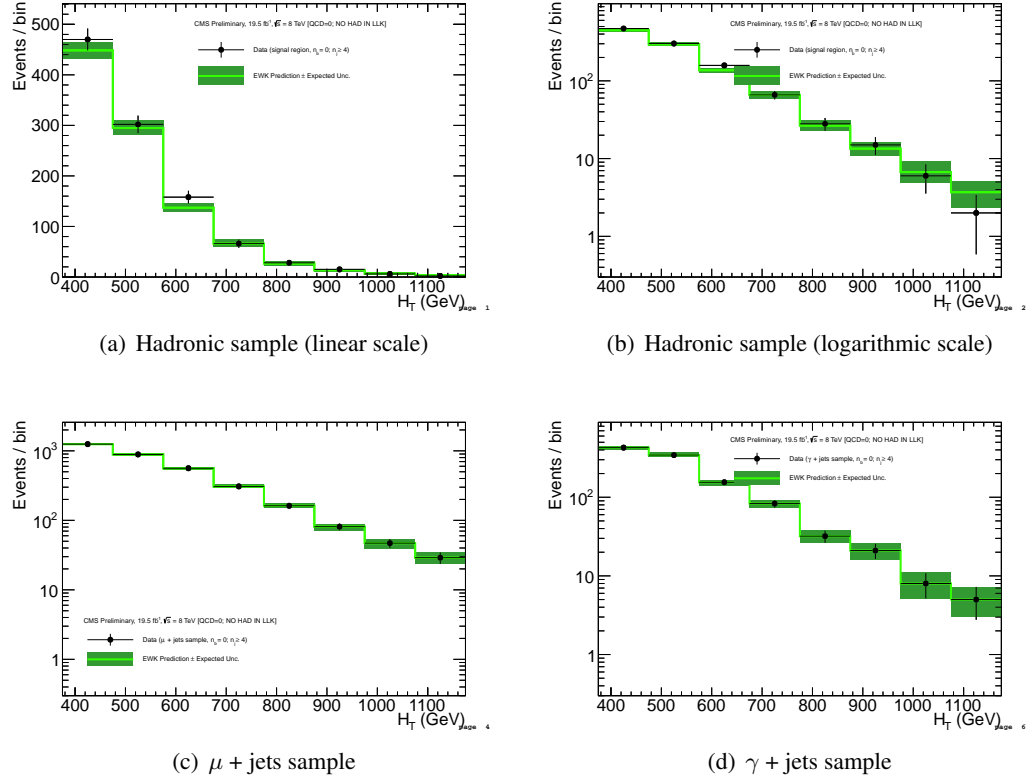 CMS Preliminary, 19.5 fb⁻¹, √s = 8 TeV [QCD=0; NO HAD IN LLK]
Data (signal region, n_b = 0; n_j ≥ 4)
EWK Prediction ± Expected Unc.
Events / bin
500
400
300
200
100
0
400 500 600 700 800 900 1000 1100
H_T (GeV)
page 1
(a) Hadronic sample (linear scale)
CMS Preliminary, 19.5 fb⁻¹, √s = 8 TeV [QCD=0; NO HAD IN LLK]
Data (signal region, n_b = 0; n_j ≥ 4)
EWK Prediction ± Expected Unc.
Events / bin
10²
10
1
400 500 600 700 800 900 1000 1100
H_T (GeV)
page 2
(b) Hadronic sample (logarithmic scale)
Events / bin
10³
10²
10
1
CMS Preliminary, 19.5 fb⁻¹, √s = 8 TeV [QCD=0; NO HAD IN LLK]
Data (μ + jets sample, n_b = 0; n_j ≥ 4)
EWK Prediction ± Expected Unc.
400 500 600 700 800 900 1000 1100
H_T (GeV)
page 4
(c) μ + jets sample
CMS Preliminary, 19.5 fb⁻¹, √s = 8 TeV [QCD=0; NO HAD IN LLK]
Data (γ + jets sample, n_b = 0; n_j ≥ 4)
EWK Prediction ± Expected Unc.
Events / bin
10²
10
1
400 500 600 700 800 900 1000 1100
H_T (GeV)
page 6
(d) γ + jets sample